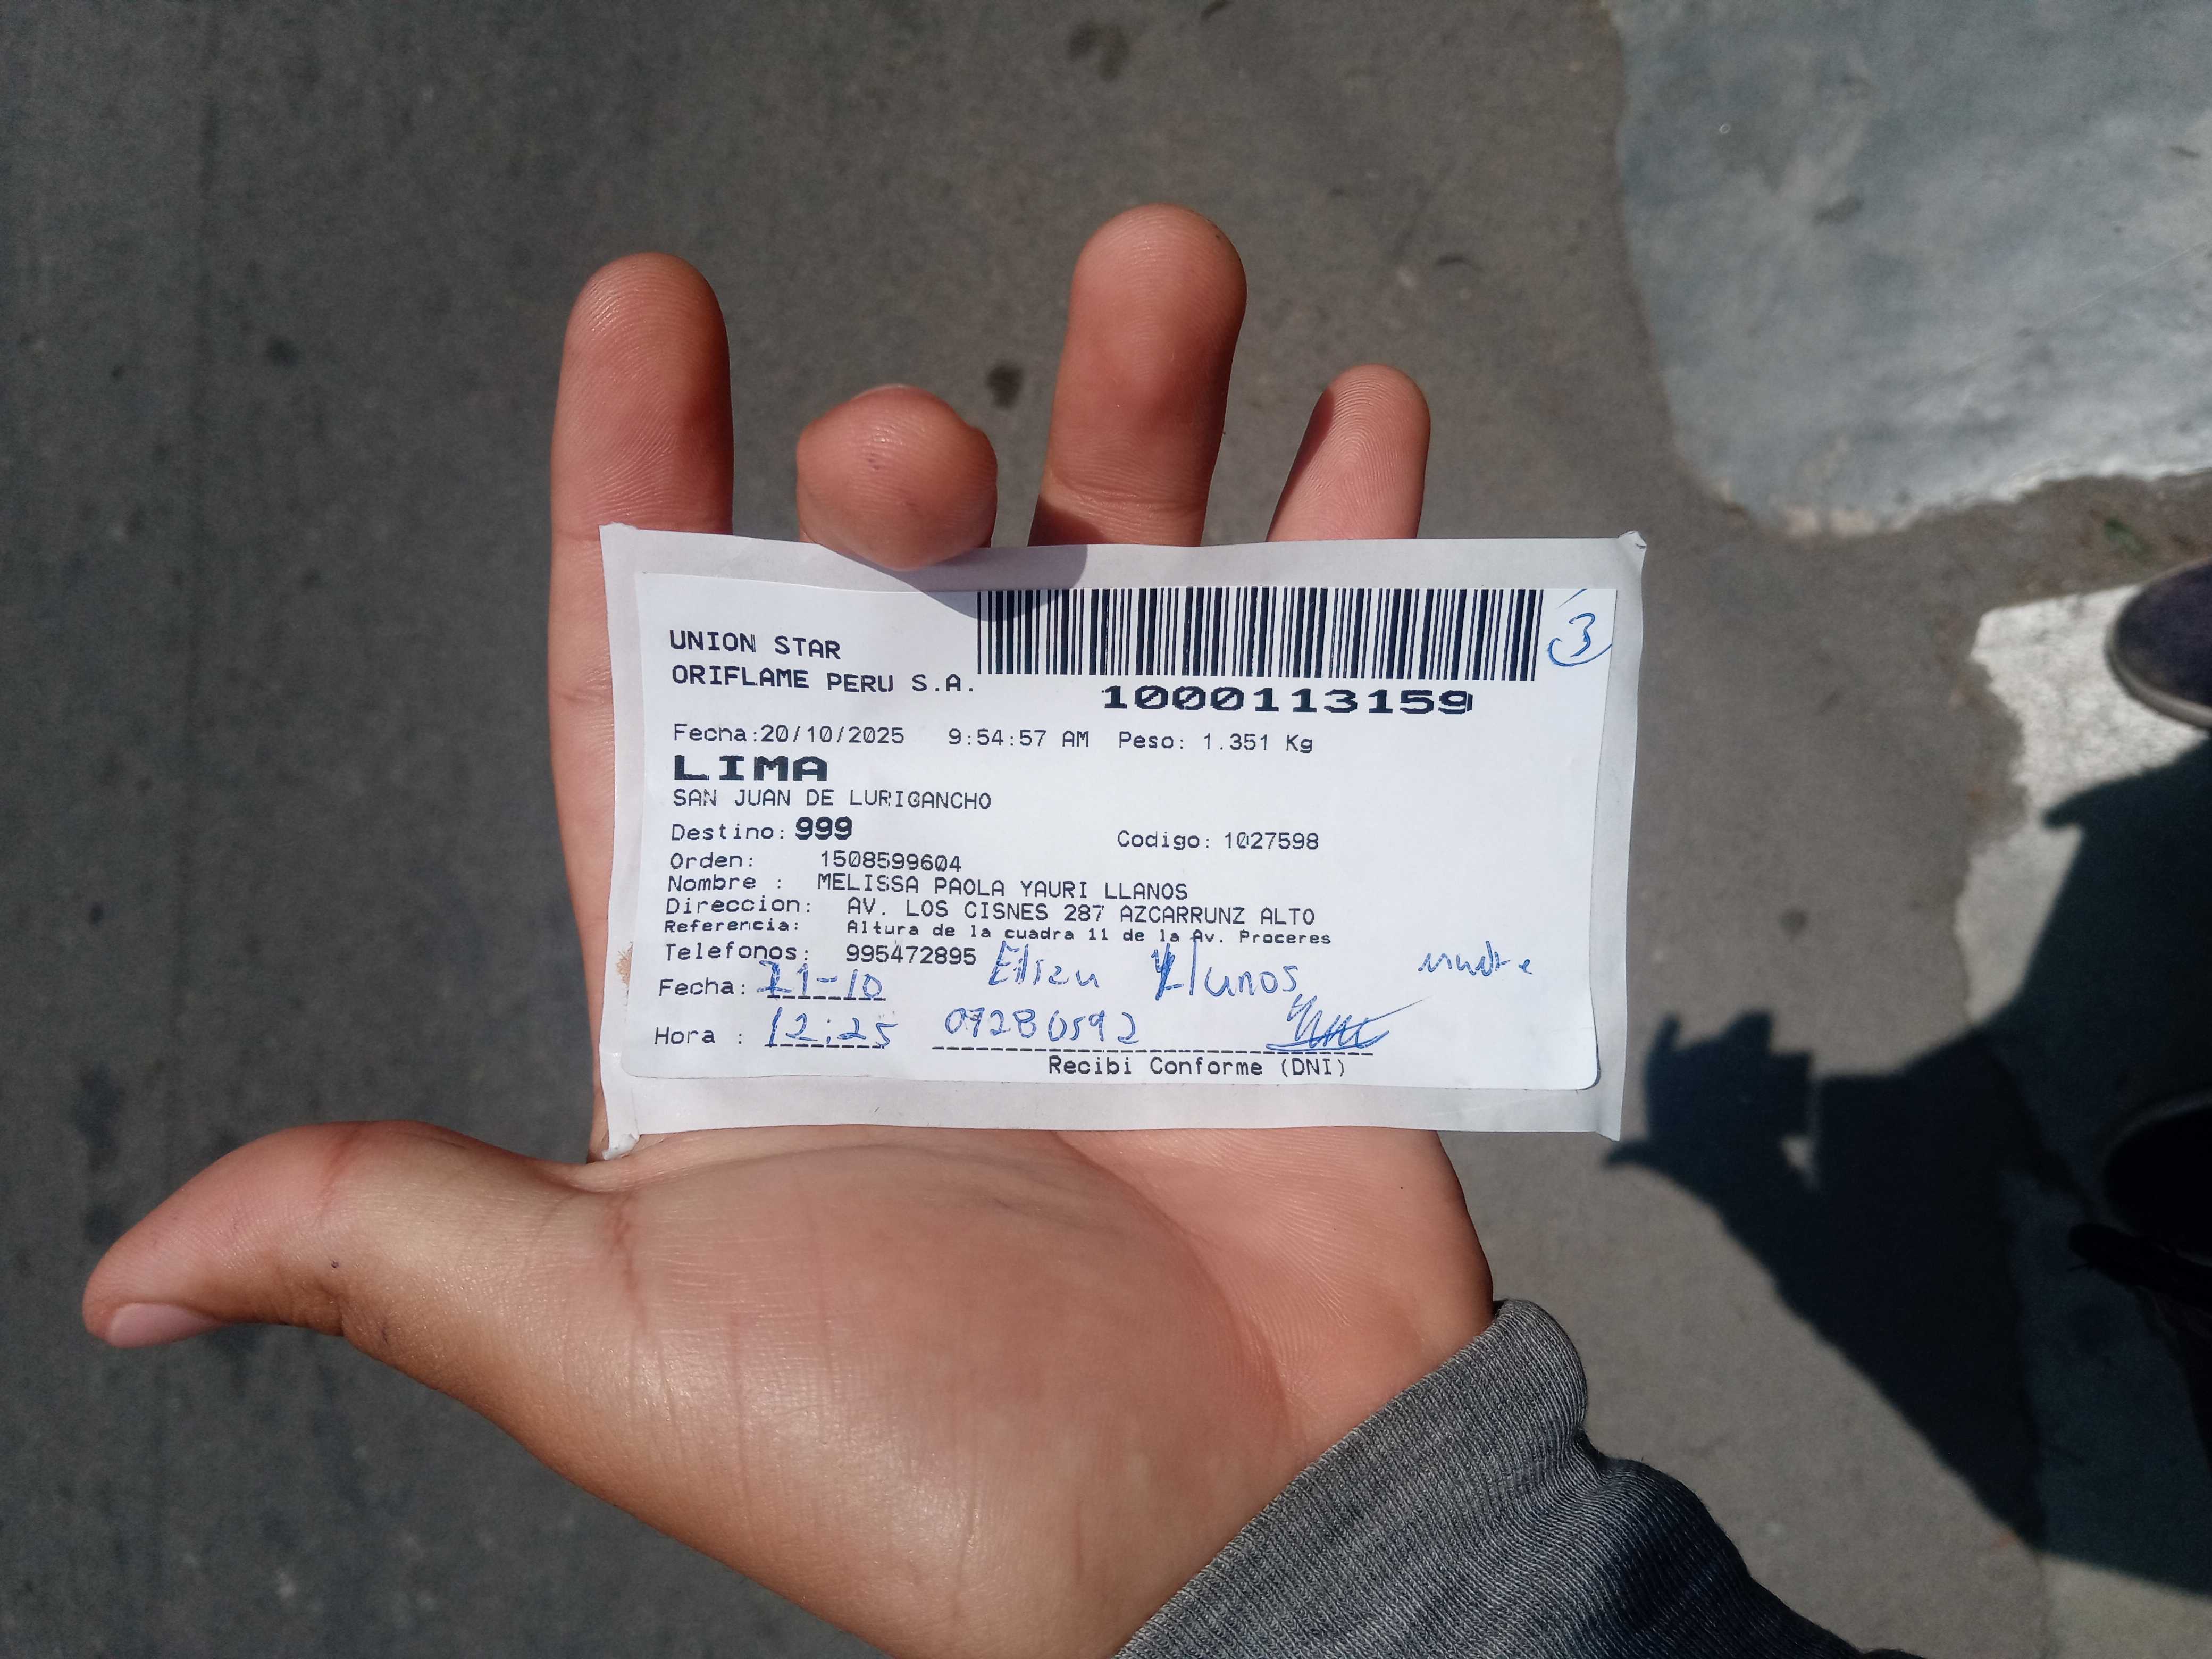 UNION STAR
ORIFLAME PERU S.A.
3
1000113159
Fecha:20/10/2025 9:54:57 AM Peso: 1.351 Kg
LIMA
SAN JUAN DE LURIGANCHO
Destino: 999 Codigo: 1027598
Orden: 1508599604
Nombre : MELISSA PAOLA YAURI LLANOS
Direccion: AV. LOS CISNES 287 AZCARRUNZ ALTO
Referencia: Altura de la cuadra 11 de la Av. Proceres
Telefonos: 995472895 Eliza Llanos madre
Fecha: 21-10
Hora : 12:25 07280592
Recibi Conforme (DNI)